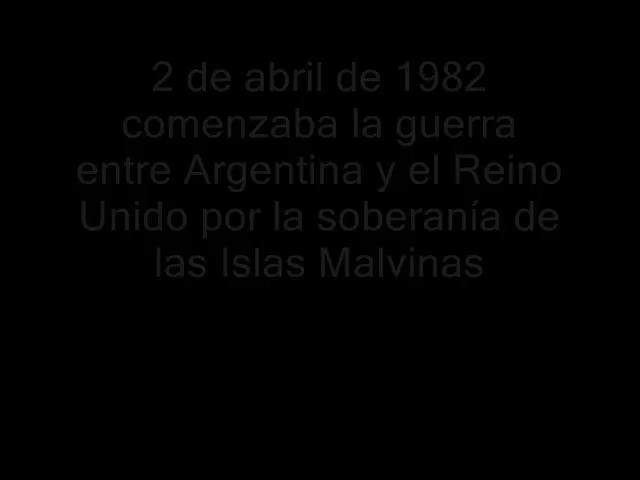 2 de abril de 1982
comenzaba la guerra
entre Argentina y el Reino
Unido por la soberanía de
las Islas Malvinas